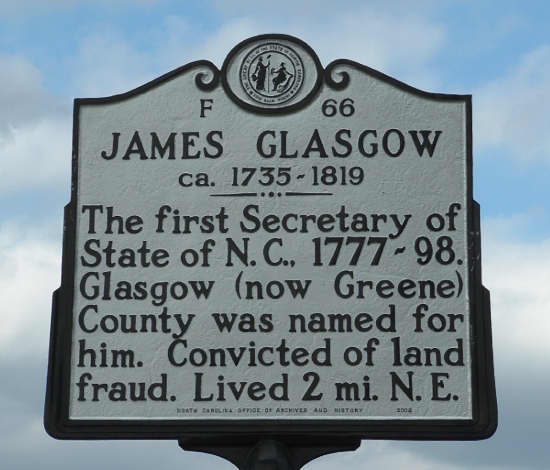 F 66
JAMES GLASGOW
ca. 1735-1819
The first Secretary of
State of N.C., 1777-98.
Glasgow (now Greene)
County was named for
him. Convicted of land
fraud. Lived 2 mi. N.E.
NORTH CAROLINA OFFICE OF ARCHIVES AND HISTORY 2002